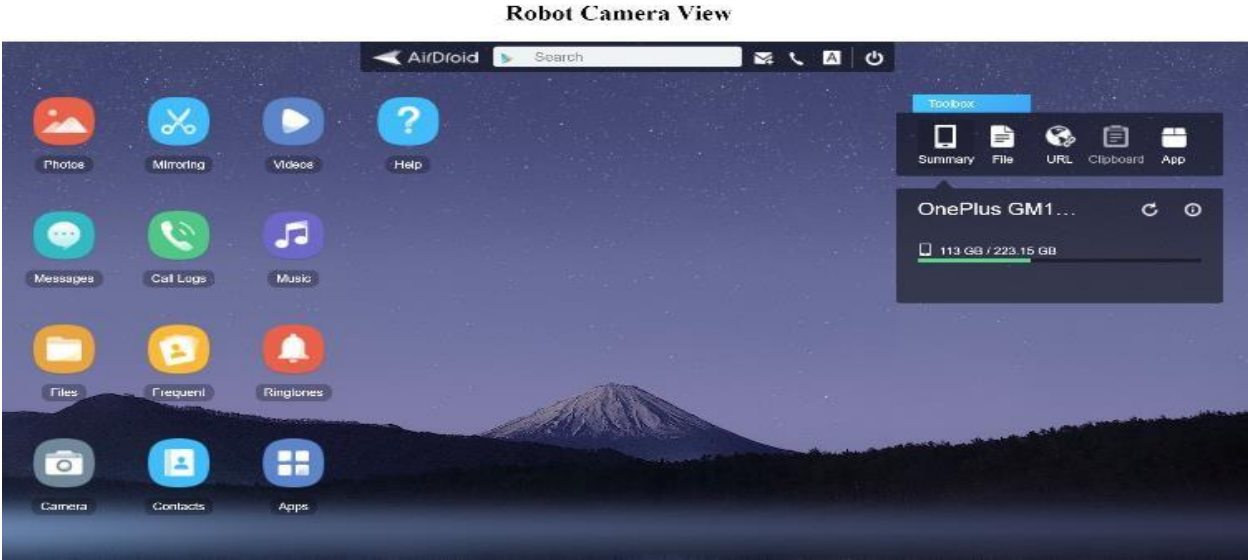 Robot Camera View
AirDroid Search A
Toolbox
Photos Mirroring Videos Help
Summary File URL Clipboard App
OnePlus GM1...
113 GB / 223.15 GB
Messages Call Logs Music
Files Frequent Ringtones
Camera Contacts Apps